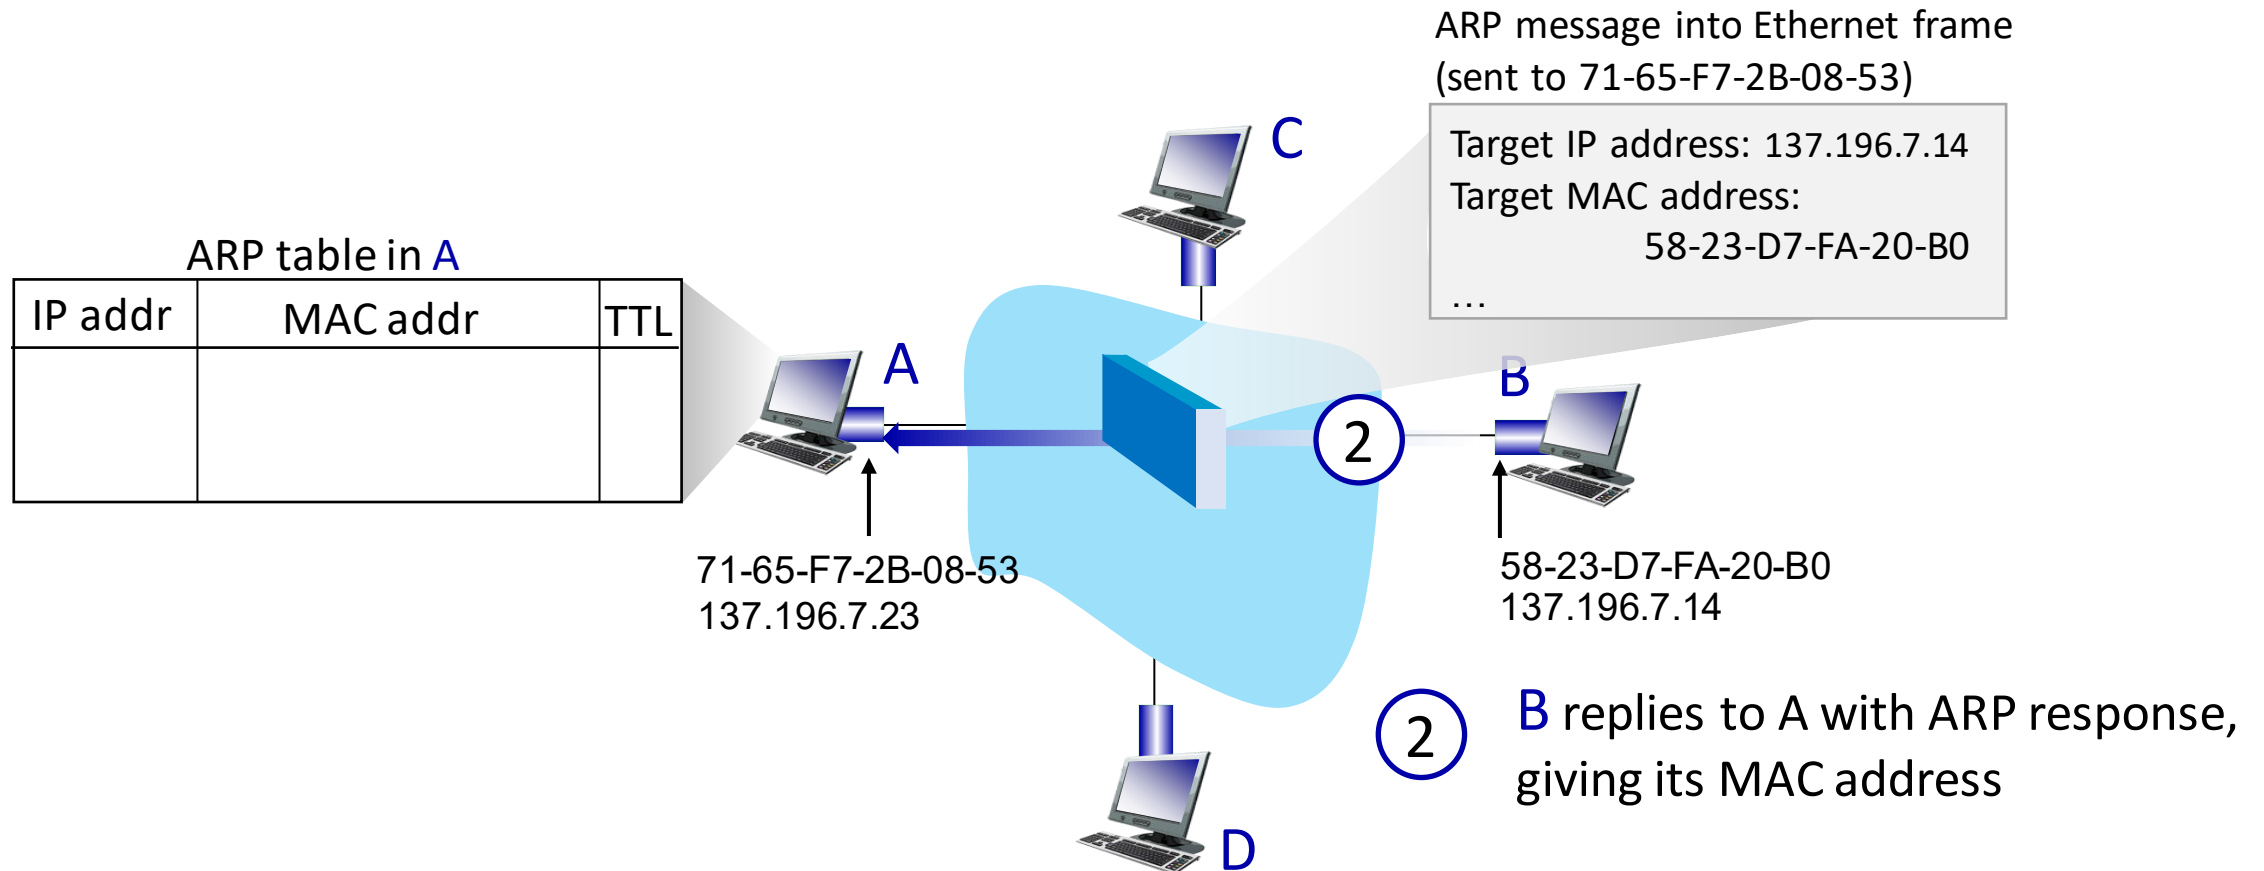 ARP message into Ethernet frame
(sent to 71-65-F7-2B-08-53)
Target IP address: 137.196.7.14
Target MAC address:
58-23-D7-FA-20-B0
...
C
ARP table in A
IP addr MAC addr TTL
A
B
2
71-65-F7-2B-08-53
137.196.7.23
58-23-D7-FA-20-B0
137.196.7.14
2
B replies to A with ARP response,
giving its MAC address
D